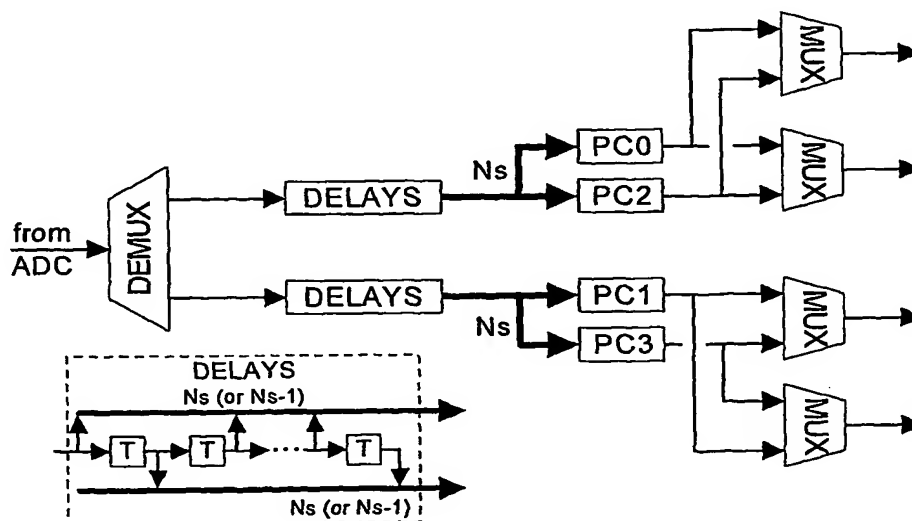 MUX
PC0
Ns
MUX
DELAYS
PC2
from
ADC
DEMUX
DELAYS
PC1
MUX
Ns
PC3
DELAYS
Ns (or Ns-1)
MUX
T
T
T
Ns (or Ns-1)